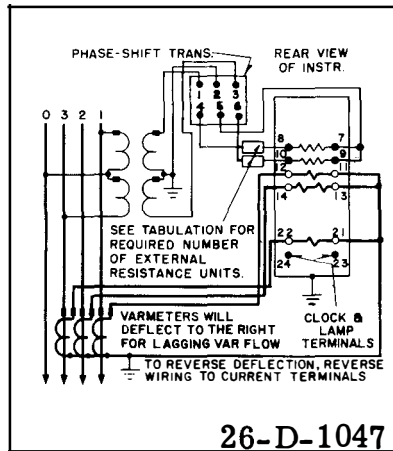 PHASE-SHIFT TRANS.
REAR VIEW
OF INSTR.
0 3 2 1
1 2 3
4 5 6
8 7
10 9
12 11
14 13
22 21
24 23
SEE TABULATION FOR
REQUIRED NUMBER
OF EXTERNAL
RESISTANCE UNITS.
VARMETERS WILL
DEFLECT TO THE RIGHT
FOR LAGGING VAR FLOW
CLOCK &
LAMP
TERMINALS
TO REVERSE DEFLECTION, REVERSE
WIRING TO CURRENT TERMINALS
26-D-1047